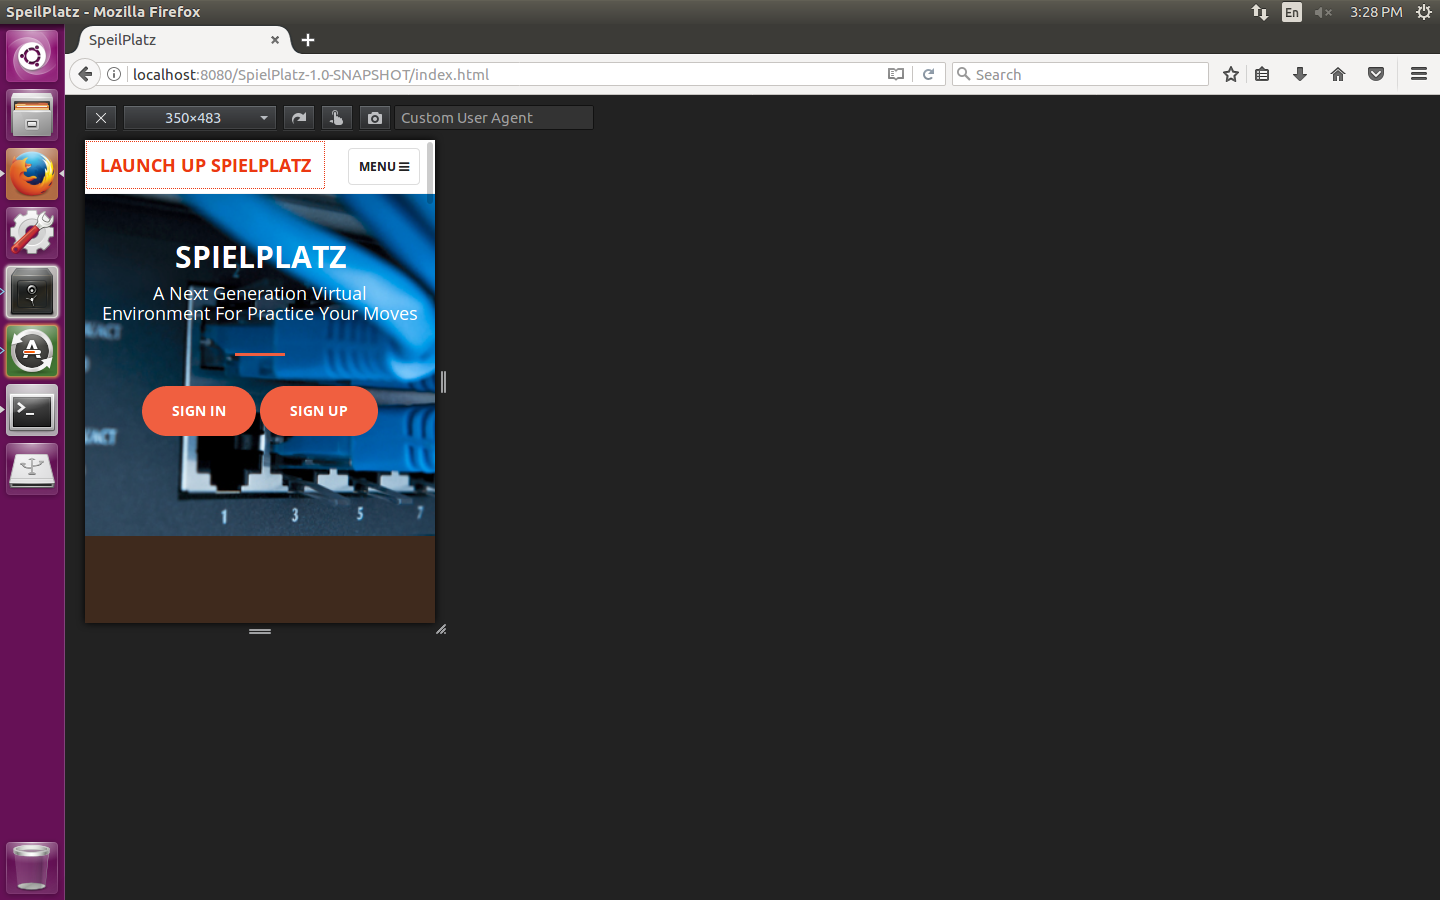 SpeilPlatz - Mozilla Firefox
En
3:28 PM
SpeilPlatz
localhost:8080/SpielPlatz-1.0-SNAPSHOT/index.html
Search
350×483
Custom User Agent
LAUNCH UP SPIELPLATZ
MENU
SPIELPLATZ
A Next Generation Virtual
Environment For Practice Your Moves
SIGN IN
SIGN UP
1 3 5 7